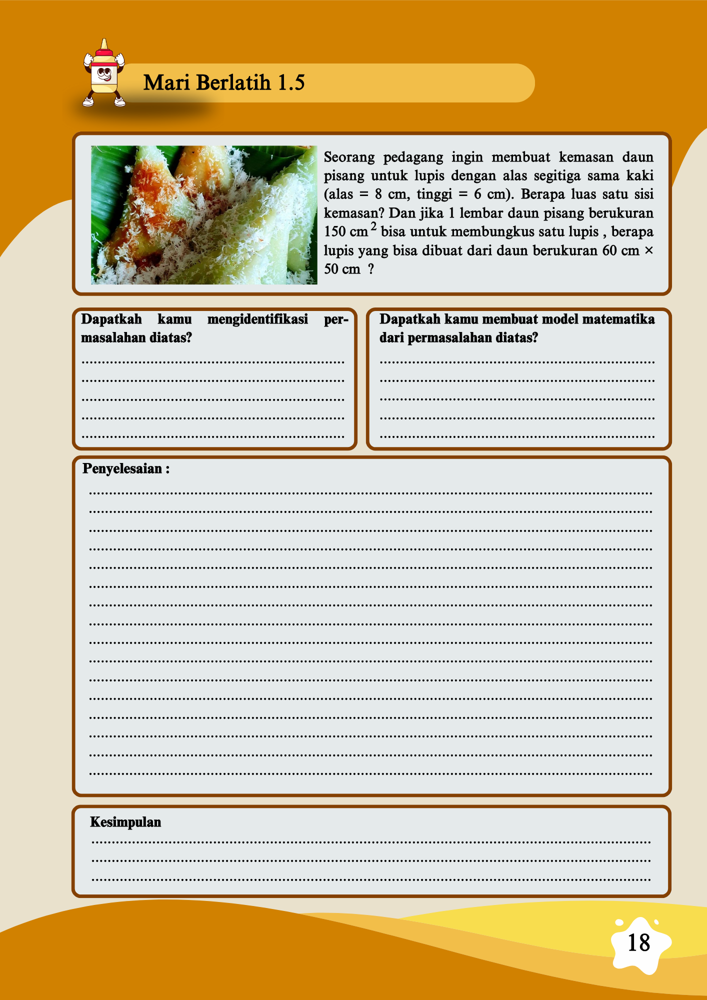 Mari Berlatih 1.5
Seorang pedagang ingin membuat kemasan daun
pisang untuk lupis dengan alas segitiga sama kaki
(alas = 8 cm, tinggi = 6 cm). Berapa luas satu sisi
kemasan? Dan jika 1 lembar daun pisang berukuran
150 cm² bisa untuk membungkus satu lupis , berapa
lupis yang bisa dibuat dari daun berukuran 60 cm ×
50 cm ?
Dapatkah kamu mengidentifikasi per-
masalahan diatas?
Dapatkah kamu membuat model matematika
dari permasalahan diatas?
Penyelesaian :
Kesimpulan
18